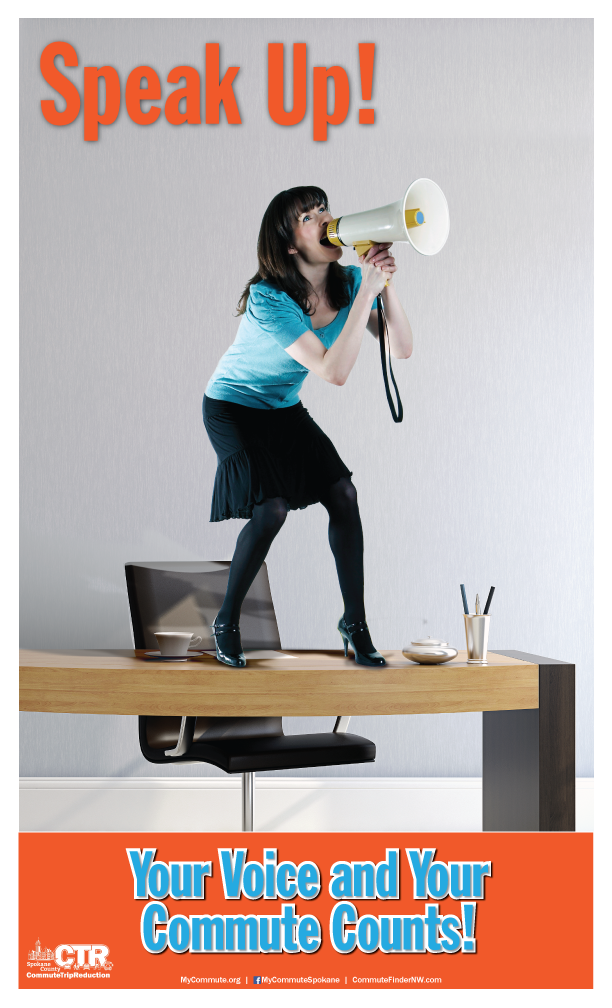 Speak Up!
Your Voice and Your
Commute Counts!
Spokane
County
CTR
CommuteTripReduction
MyCommute.org | f MyCommuteSpokane | CommuteFinderNW.com